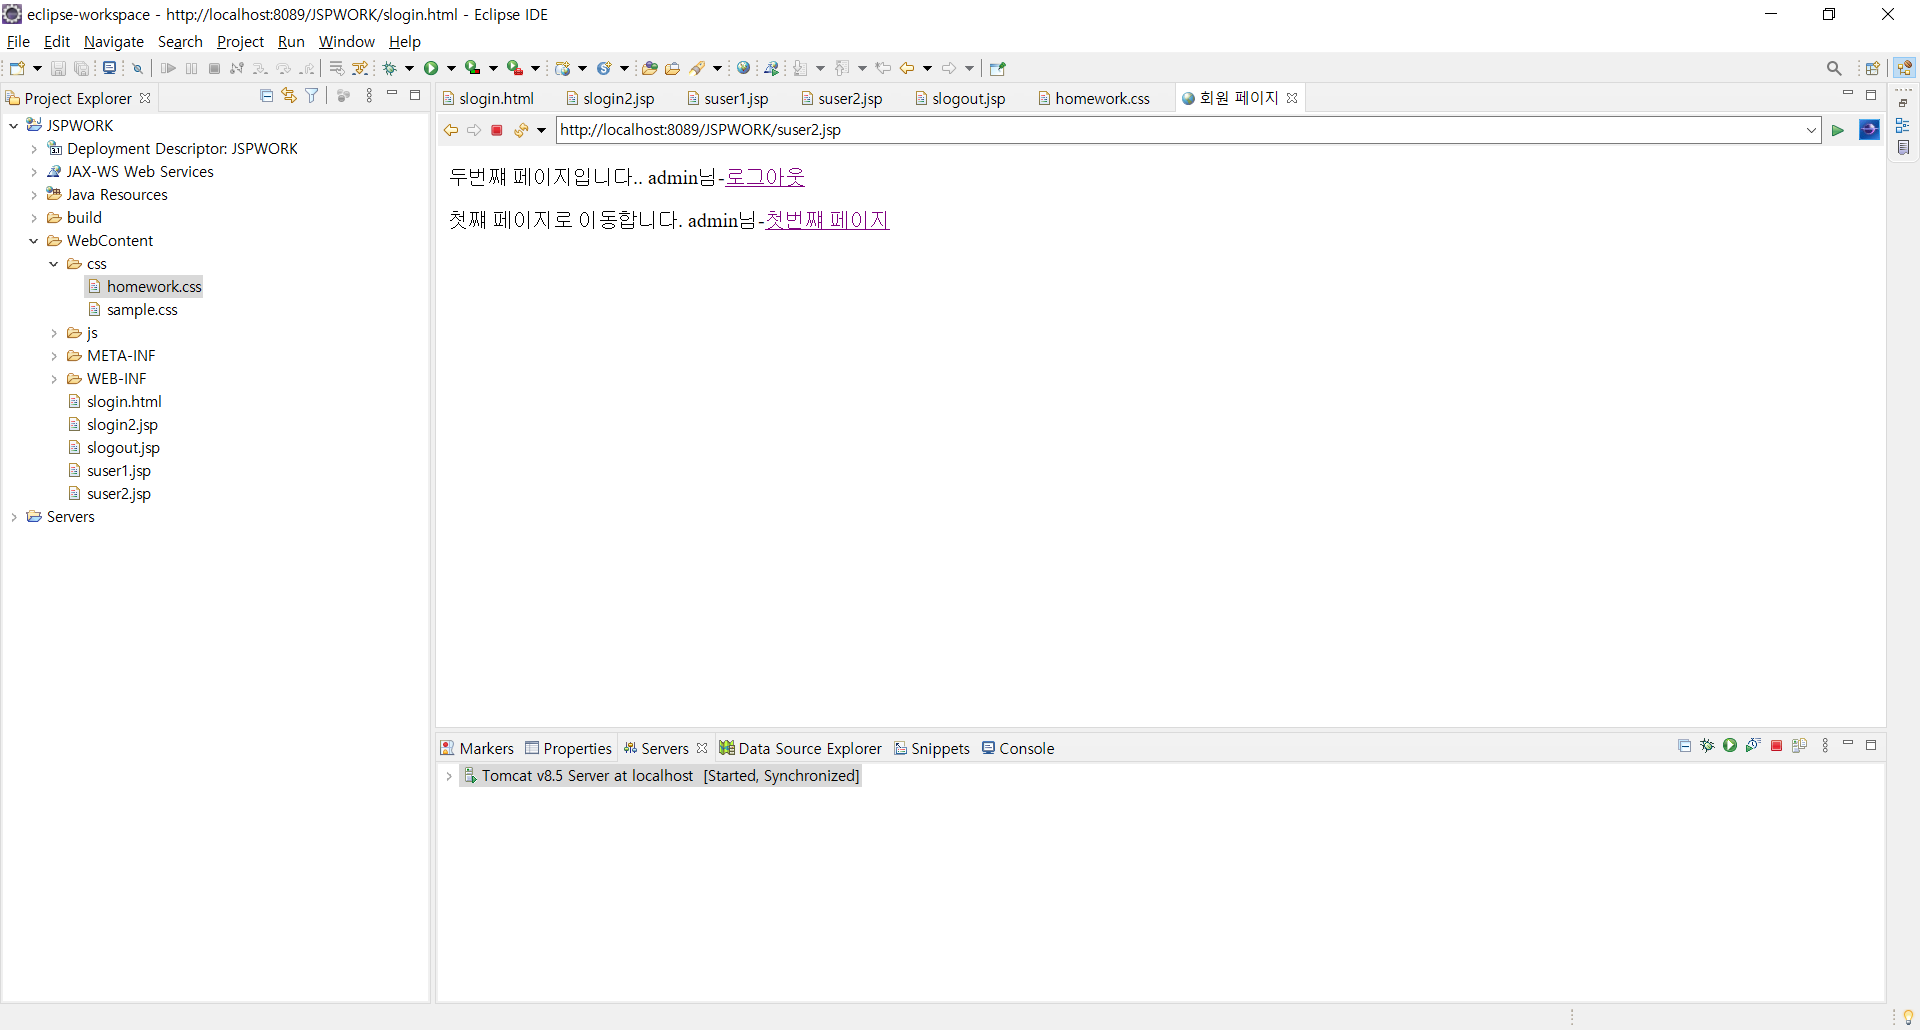 eclipse-workspace - http://localhost:8089/JSPWORK/slogin.html - Eclipse IDE
File Edit Navigate Search Project Run Window Help
Project Explorer
JSPWORK
Deployment Descriptor: JSPWORK
JAX-WS Web Services
Java Resources
build
WebContent
css
homework.css
sample.css
js
META-INF
WEB-INF
slogin.html
slogin2.jsp
slogout.jsp
suser1.jsp
suser2.jsp
Servers
slogin.html slogin2.jsp suser1.jsp suser2.jsp slogout.jsp homework.css 회원 페이지
http://localhost:8089/JSPWORK/suser2.jsp
두번쨰 페이지입니다.. admin님-로그아웃
첫쨰 페이지로 이동합니다. admin님-첫번쨰 페이지
Markers Properties Servers Data Source Explorer Snippets Console
Tomcat v8.5 Server at localhost [Started, Synchronized]